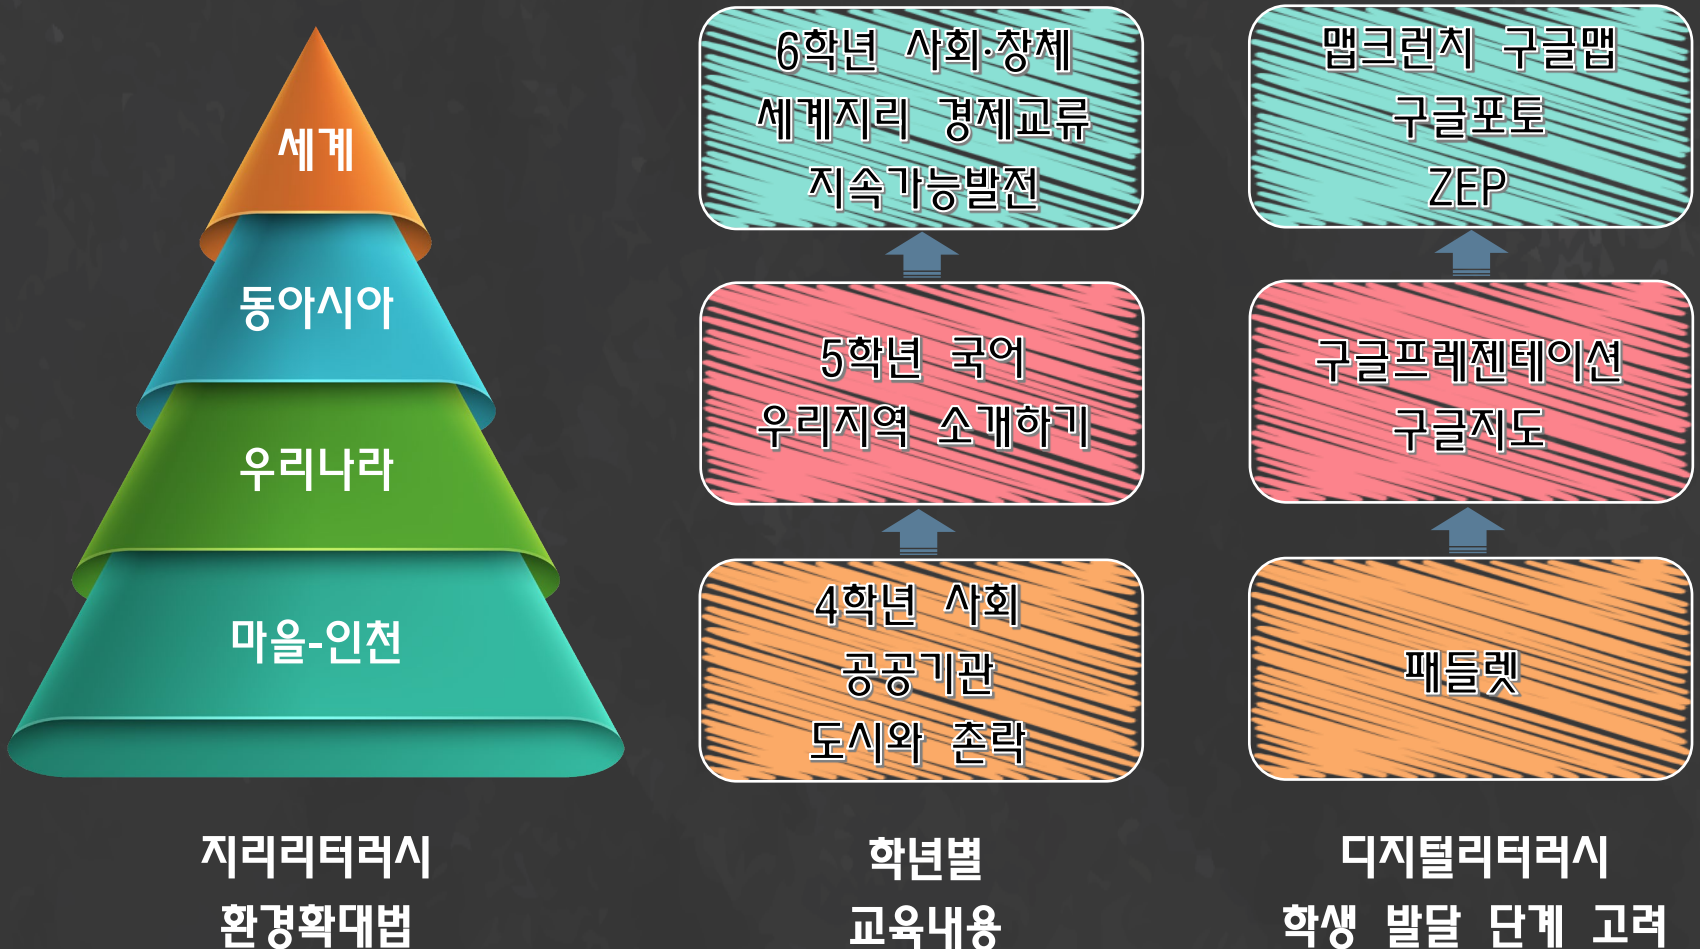 세계
동아시아
우리나라
마을-인천
지리리터러시
환경확대법
6학년 사회·창체
세계지리 경제교류
지속가능발전
5학년 국어
우리지역 소개하기
4학년 사회
공공기관
도시와 촌락
학년별
교육내용
맵크런치 구글맵
구글포토
ZEP
구글프레젠테이션
구글지도
패들렛
디지털리터러시
학생 발달 단계 고려